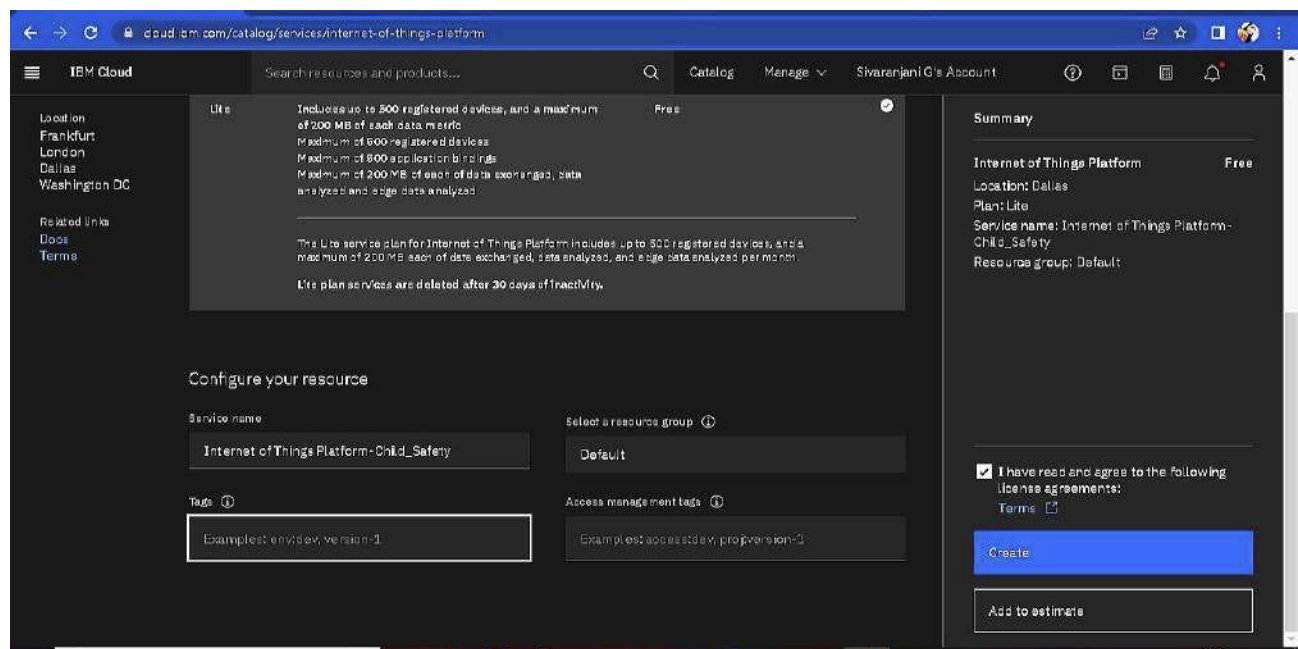 cloud.ibm.com/catalog/services/internet-of-things-platform
IBM Cloud
Search resources and products...
Catalog
Manage
Sivaranjani G's Account
Location
Frankfurt
London
Dallas
Washington DC
Related links
Docs
Terms
Lite
Includes up to 500 registered devices, and a maximum
of 200 MB of each data metric
Maximum of 500 registered devices
Maximum of 500 application bindings
Maximum of 200 MB of each of data exchanged, data
analyzed and edge data analyzed
Free
The Lite service plan for Internet of Things Platform includes up to 500 registered devices, and a
maximum of 200 MB each of data exchanged, data analyzed, and edge data analyzed per month.
Lite plan services are deleted after 30 days of inactivity.
Configure your resource
Service name
Internet of Things Platform-Child_Safety
Select a resource group
Default
Tags
Examples: env:dev, version-1
Access management tags
Examples: access:dev, proj:version-1
Summary
Internet of Things Platform Free
Location: Dallas
Plan: Lite
Service name: Internet of Things Platform-
Child_Safety
Resource group: Default
I have read and agree to the following
license agreements:
Terms
Create
Add to estimate